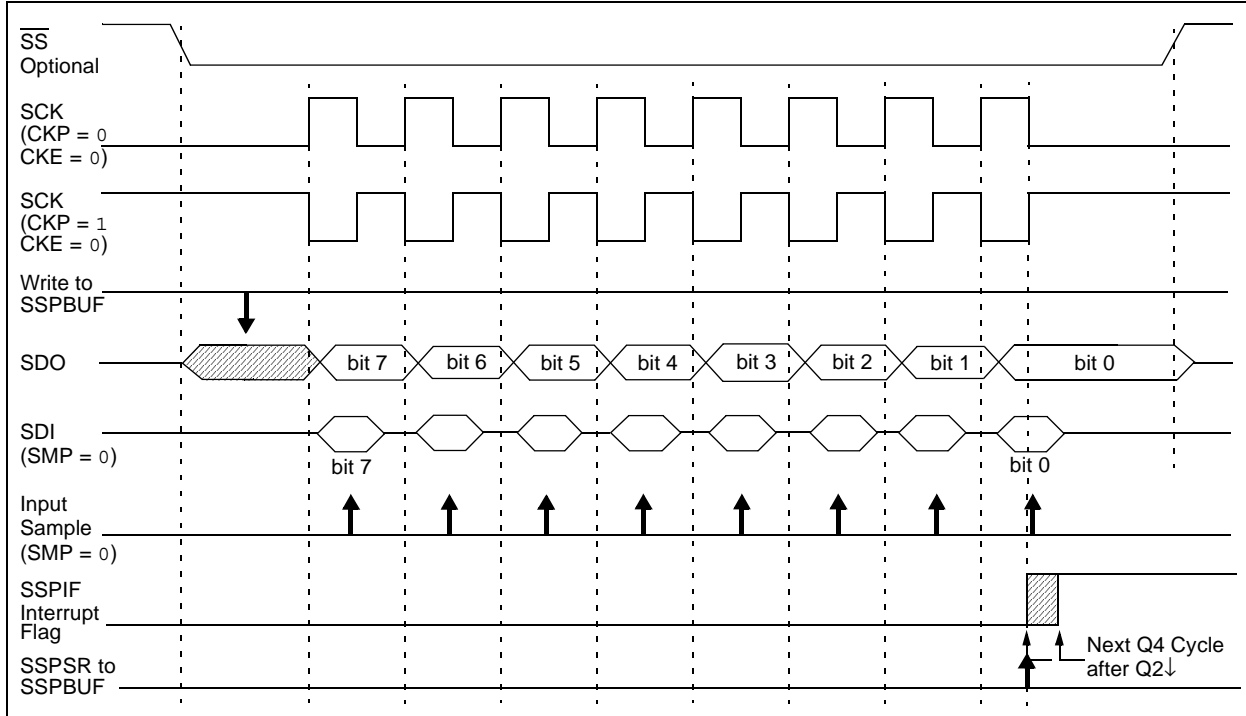 SS
Optional
SCK
(CKP = 0
CKE = 0)
SCK
(CKP = 1
CKE = 0)
Write to
SSPBUF
SDO
bit 7
bit 6
bit 5
bit 4
bit 3
bit 2
bit 1
bit 0
SDI
(SMP = 0)
bit 7
bit 0
Input
Sample
(SMP = 0)
SSPIF
Interrupt
Flag
Next Q4 Cycle
after Q2↓
SSPSR to
SSPBUF